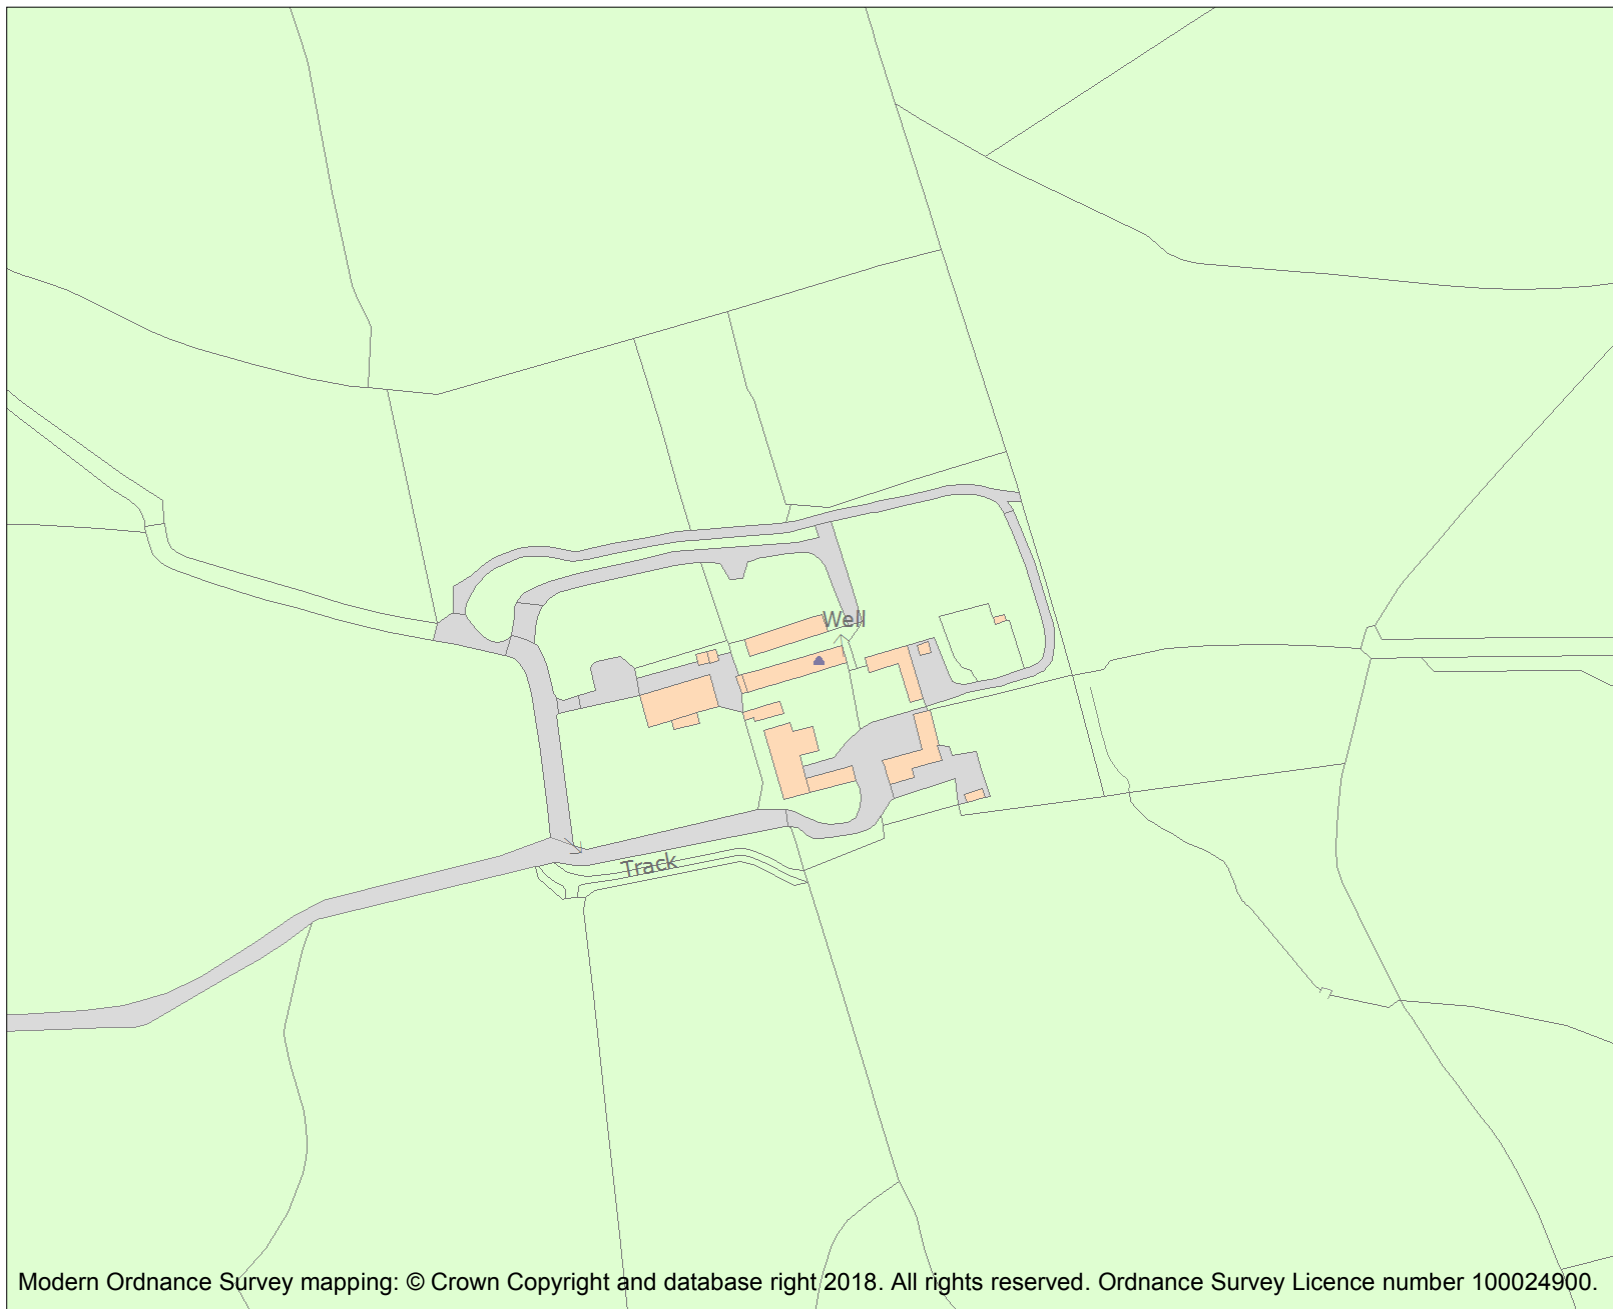 Well
Track
Modern Ordnance Survey mapping: © Crown Copyright and database right 2018. All rights reserved. Ordnance Survey Licence number 100024900.